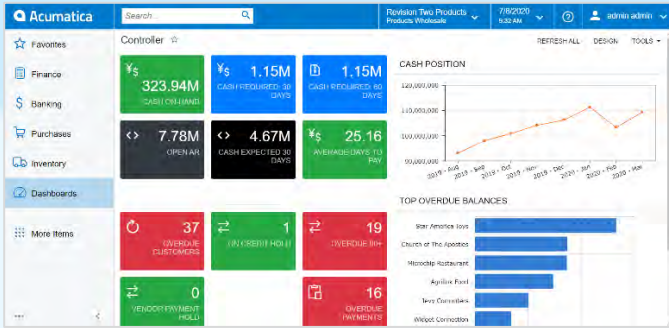 Acumatica
Search...
Revision Two Products
Products Wholesale
7/8/2020
5:32 AM
admin admin
Favorites
Finance
Banking
Purchases
Inventory
Dashboards
More Items
...
Controller
REFRESH ALL
DESIGN
TOOLS
323.94M
CASH ON HAND
1.15M
CASH REQUIRED: 30
DAYS
1.15M
CASH REQUIRED: 60
DAYS
7.78M
OPEN AR
4.67M
CASH EXPECTED 30
DAYS
25.16
AVERAGE DAYS TO
PAY
37
OVERDUE
CUSTOMERS
1
ON CREDIT HOLD
19
OVERDUE 90+
0
VENDOR PAYMENT
HOLD
16
OVERDUE
PAYMENTS
CASH POSITION
120,000,000
110,000,000
100,000,000
90,000,000
2019 - Aug
2019 - Sep
2019 - Oct
2019 - Nov
2019 - Dec
2020 - Jan
2020 - Feb
2020 - Mar
TOP OVERDUE BALANCES
Star America Toys
Church of The Apostles
Microchip Restaurant
Agrilink Food
Tevy Computers
Widget Connection